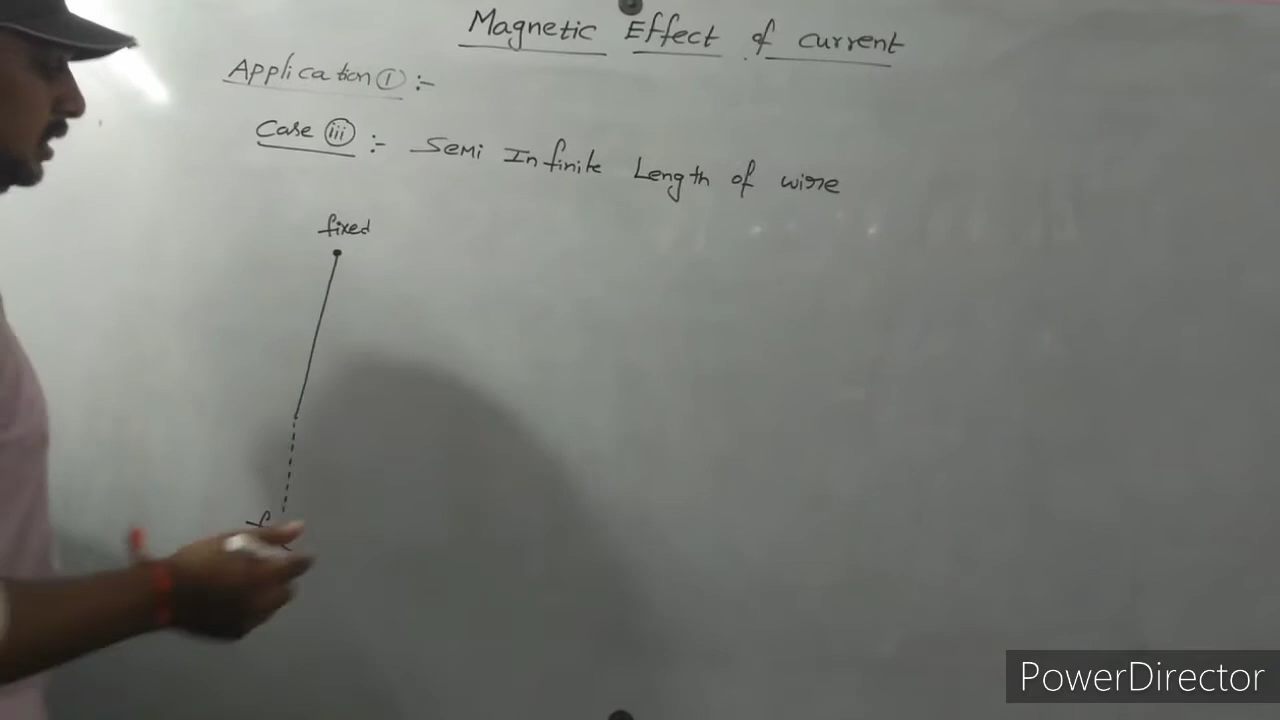 Magnetic Effect of current
Application ① :-
Case ⅲ :- Semi Infinite Length of wire
fixed
PowerDirector